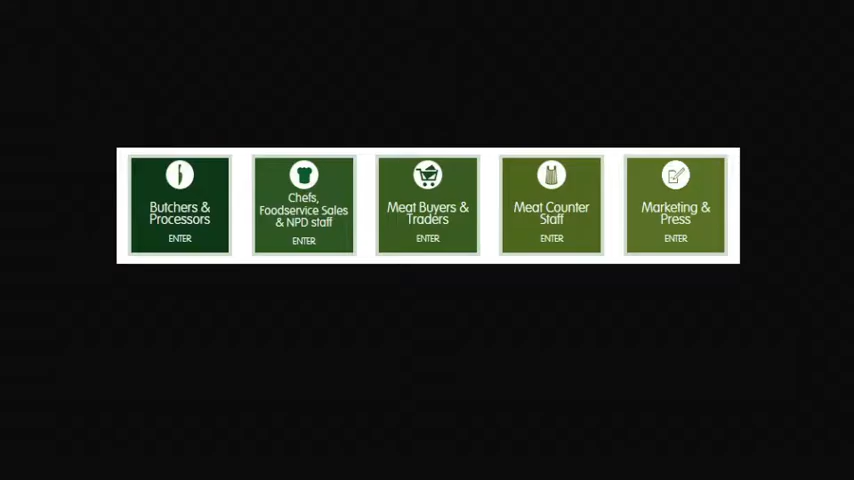 Butchers &
Processors
ENTER
Chefs,
Foodservice Sales
& NPD staff
ENTER
Meat Buyers &
Traders
ENTER
Meat Counter
Staff
ENTER
Marketing &
Press
ENTER